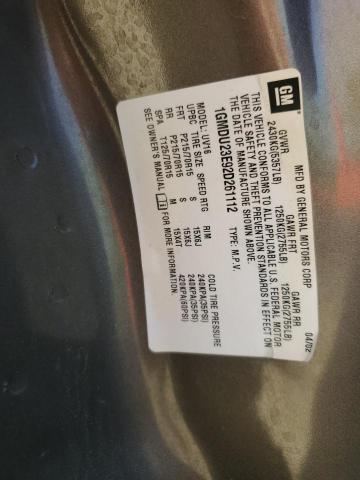 GM
MFD BY GENERAL MOTORS CORP 04/02
GVWR GAWR FRT GAWR RR
2430KG(5357LB) 1250KG(2755LB) 1250KG(2755LB)
THIS VEHICLE CONFORMS TO ALL APPLICABLE U.S. FEDERAL MOTOR
VEHICLE SAFETY AND THEFT PREVENTION STANDARDS IN EFFECT ON
THE DATE OF MANUFACTURE SHOWN ABOVE.
1GMDU23E92D261112 TYPE: M.P.V.
MODEL: UV16 COLD TIRE PRESSURE
UPBC TIRE SIZE SPEED RTG RIM
FRT P215/70R15 S 15X6J 240KPA(35PSI)
RR P215/70R15 S 15X6J 240KPA(35PSI)
SPA T125/70R15 M 15X4T 420KPA(60PSI)
SEE OWNER'S MANUAL FOR MORE INFORMATION.